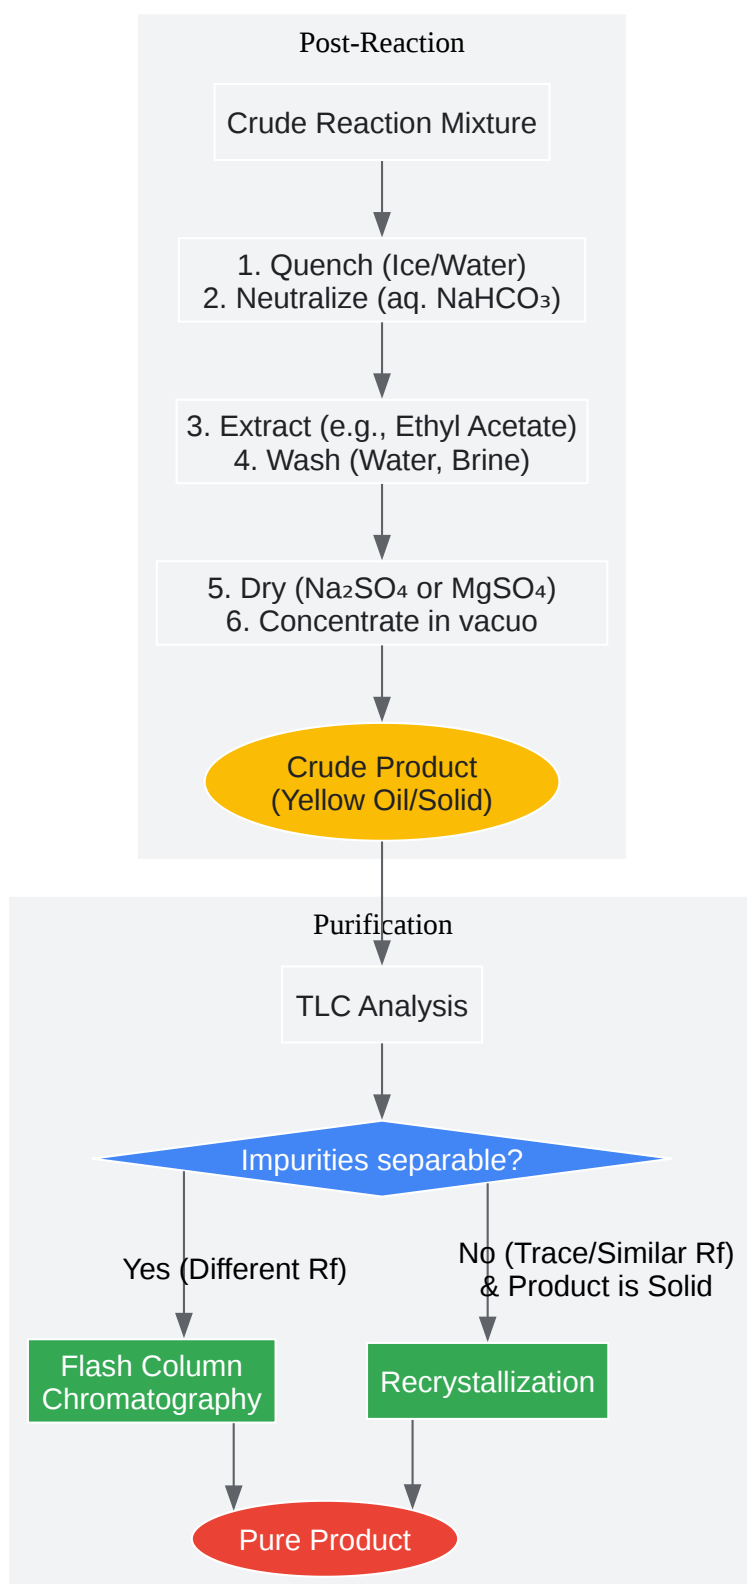 Post-Reaction
Crude Reaction Mixture
1. Quench (Ice/Water)
2. Neutralize (aq. NaHCO₃)
3. Extract (e.g., Ethyl Acetate)
4. Wash (Water, Brine)
5. Dry (Na₂SO₄ or MgSO₄)
6. Concentrate in vacuo
Crude Product
(Yellow Oil/Solid)
Purification
TLC Analysis
Impurities separable?
Yes (Different Rf)
No (Trace/Similar Rf)
& Product is Solid
Flash Column
Chromatography
Recrystallization
Pure Product